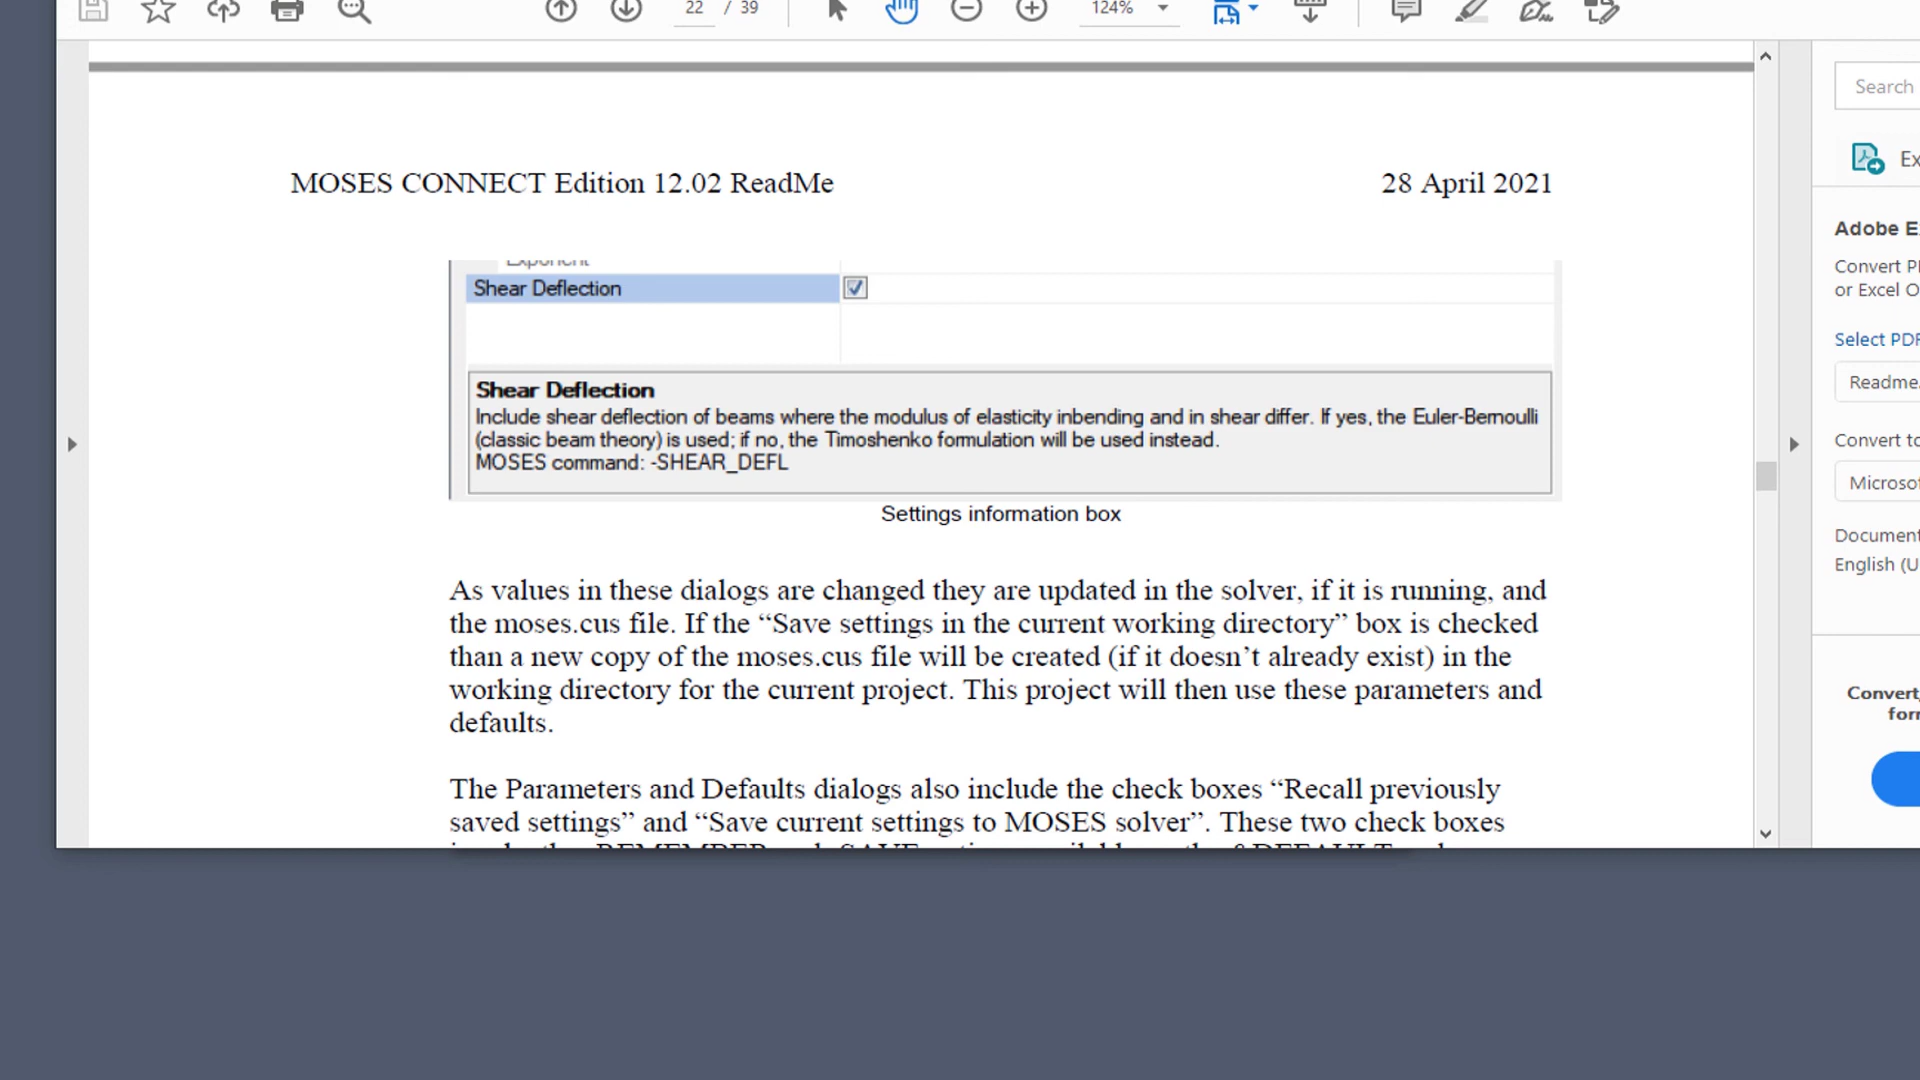 22 / 39
124%
Search
MOSES CONNECT Edition 12.02 ReadMe
28 April 2021
Ex
Adobe E
Exponent
Shear Deflection
Convert P
or Excel O
Select PDF
Shear Deflection
Readme.
Include shear deflection of beams where the modulus of elasticity inbending and in shear differ. If yes, the Euler-Bernoulli
(classic beam theory) is used; if no, the Timoshenko formulation will be used instead.
MOSES command: -SHEAR_DEFL
Convert to
Microsof
Settings information box
Document
English (U
As values in these dialogs are changed they are updated in the solver, if it is running, and
the moses.cus file. If the “Save settings in the current working directory” box is checked
than a new copy of the moses.cus file will be created (if it doesn’t already exist) in the
working directory for the current project. This project will then use these parameters and
defaults.
Convert,
for
The Parameters and Defaults dialogs also include the check boxes “Recall previously
saved settings” and “Save current settings to MOSES solver”. These two check boxes